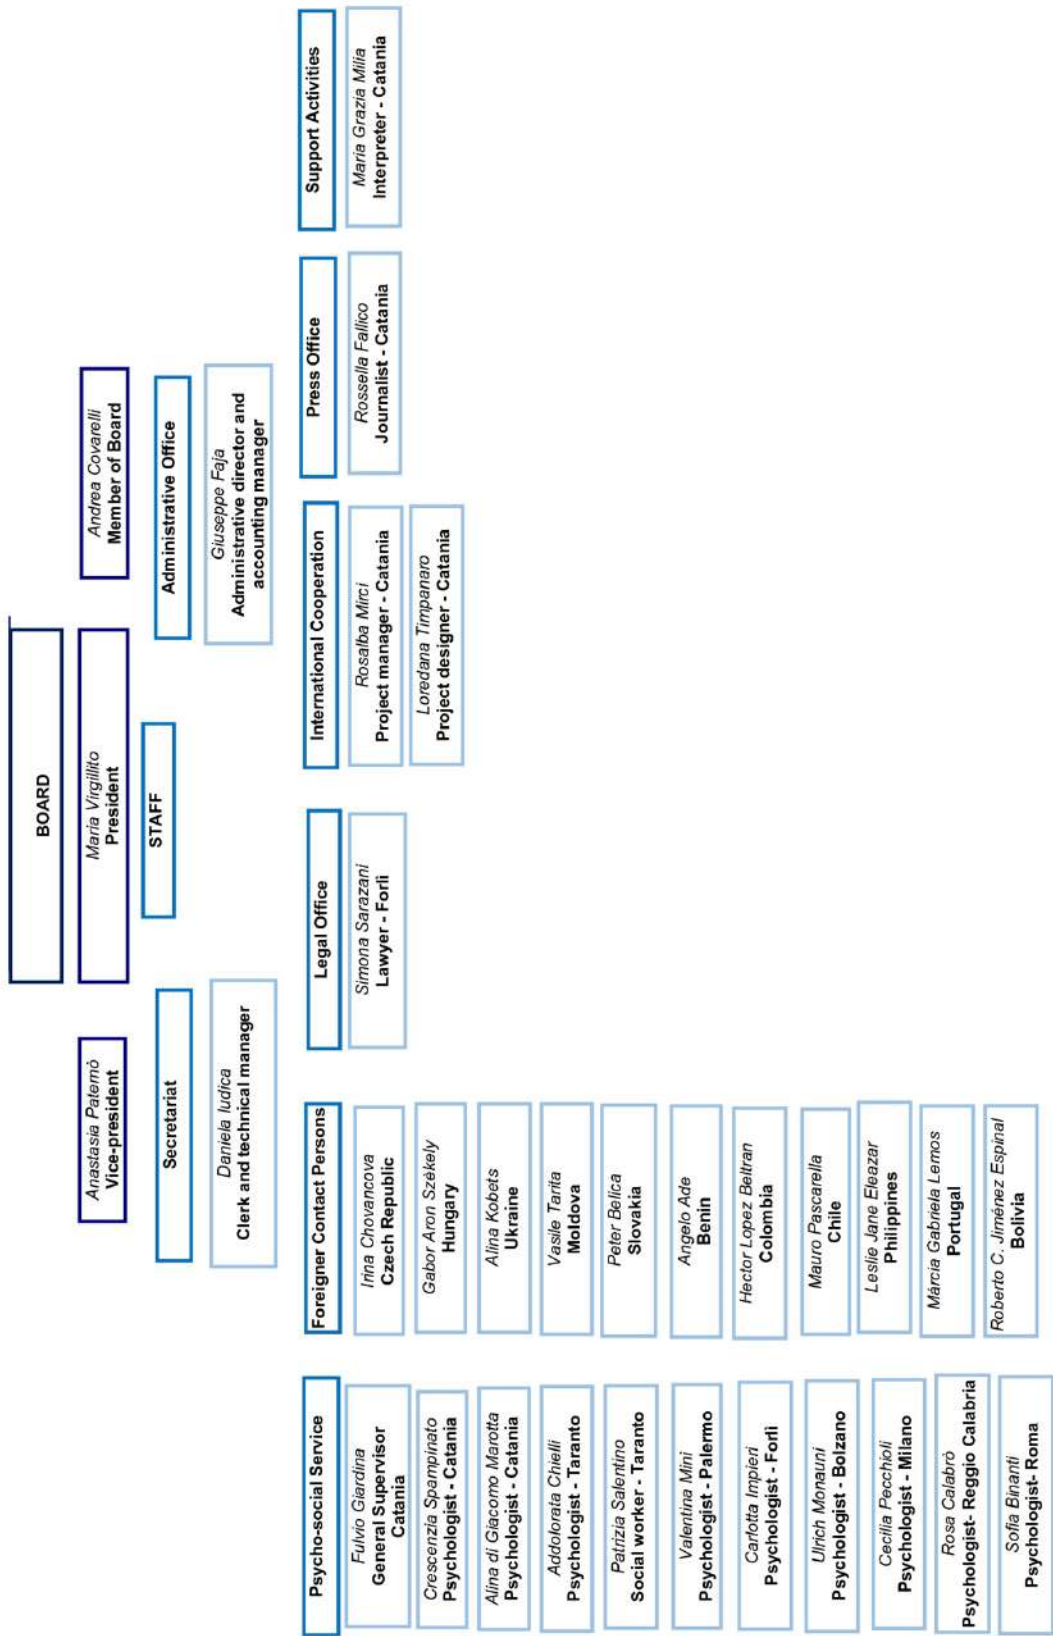 BOARD
Anastasia Paternò
Vice-president
Maria Virgillito
President
Andrea Covarelli
Member of Board
STAFF
Secretariat
Administrative Office
Daniela Iudica
Clerk and technical manager
Giuseppe Faja
Administrative director and
accounting manager
Psycho-social Service
Fulvio Giardina
General Supervisor
Catania
Crescenzia Spampinato
Psychologist - Catania
Alina di Giacomo Marotta
Psychologist - Catania
Addolorata Chielli
Psychologist - Taranto
Patrizia Salentino
Social worker - Taranto
Valentina Mini
Psychologist - Palermo
Carlotta Impieri
Psychologist - Forlì
Ulrich Monauni
Psychologist - Bolzano
Cecilia Pecchioli
Psychologist - Milano
Rosa Calabrò
Psychologist- Reggio Calabria
Sofia Binanti
Psychologist- Roma
Foreigner Contact Persons
Irina Chovancova
Czech Republic
Gabor Aron Szèkely
Hungary
Alina Kobets
Ukraine
Vasile Tarita
Moldova
Peter Belica
Slovakia
Angelo Ade
Benin
Hector Lopez Beltran
Colombia
Mauro Pascarella
Chile
Leslie Jane Eleazar
Philippines
Márcia Gabriela Lemos
Portugal
Roberto C. Jiménez Espinal
Bolivia
Legal Office
Simona Sarazani
Lawyer - Forlì
International Cooperation
Rosalba Mirci
Project manager - Catania
Loredana Timpanaro
Project designer - Catania
Press Office
Rossella Fallico
Journalist - Catania
Support Activities
Maria Grazia Milia
Interpreter - Catania